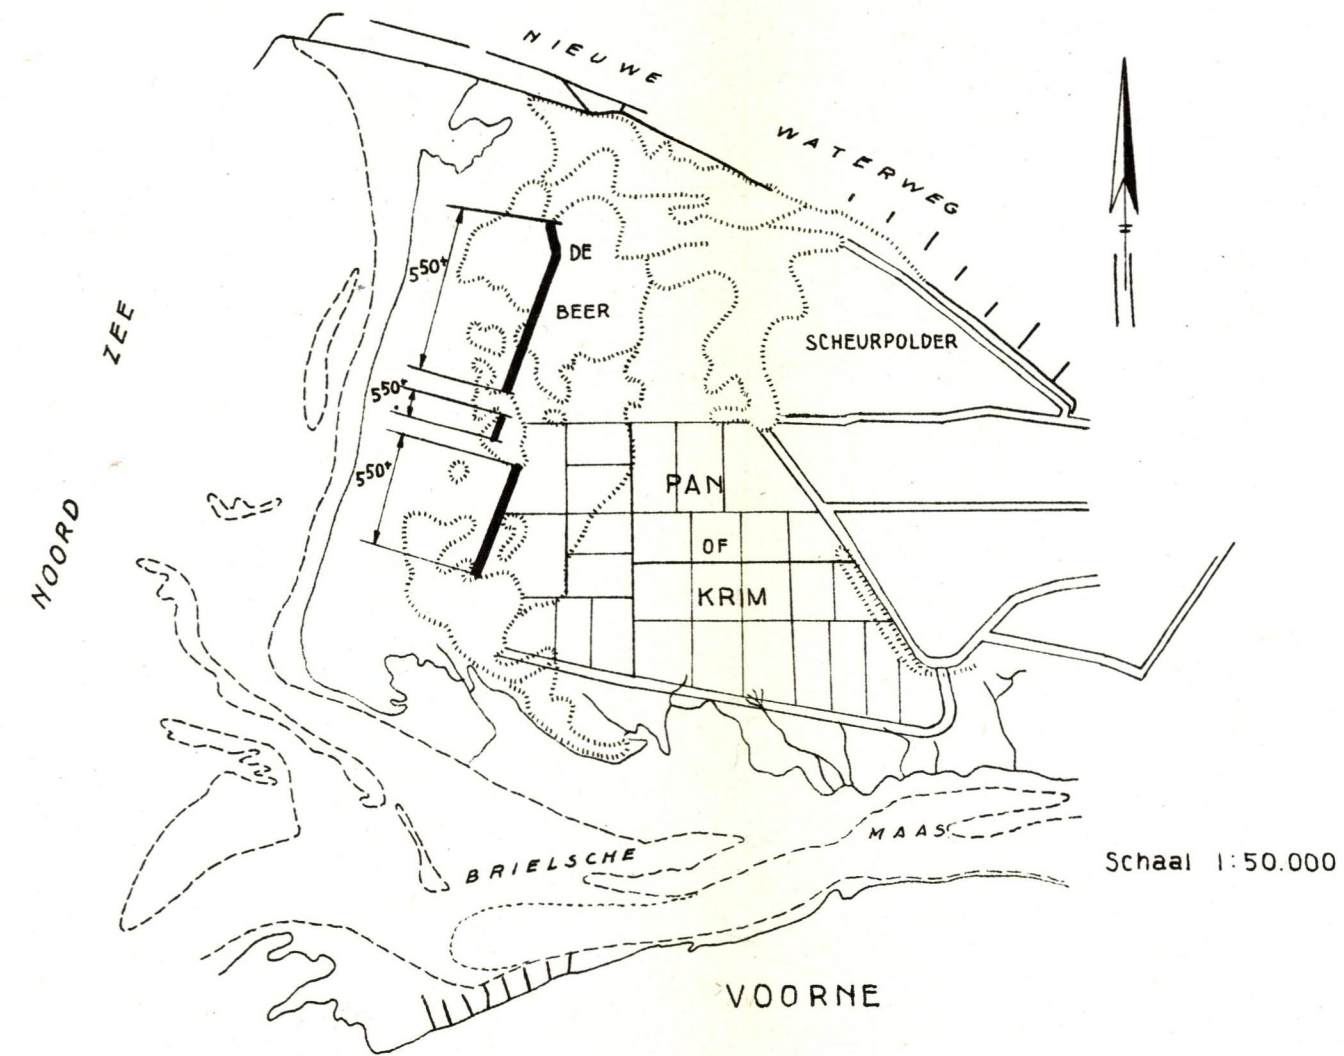 NIEUWE
WATERWEG
DE
BEER
SCHEURPOLDER
550+
550+
550+
ZEE
NOORD
PAN
OF
KRIM
BRIELSCHE
MAAS
Schaal 1:50.000
VOORNE